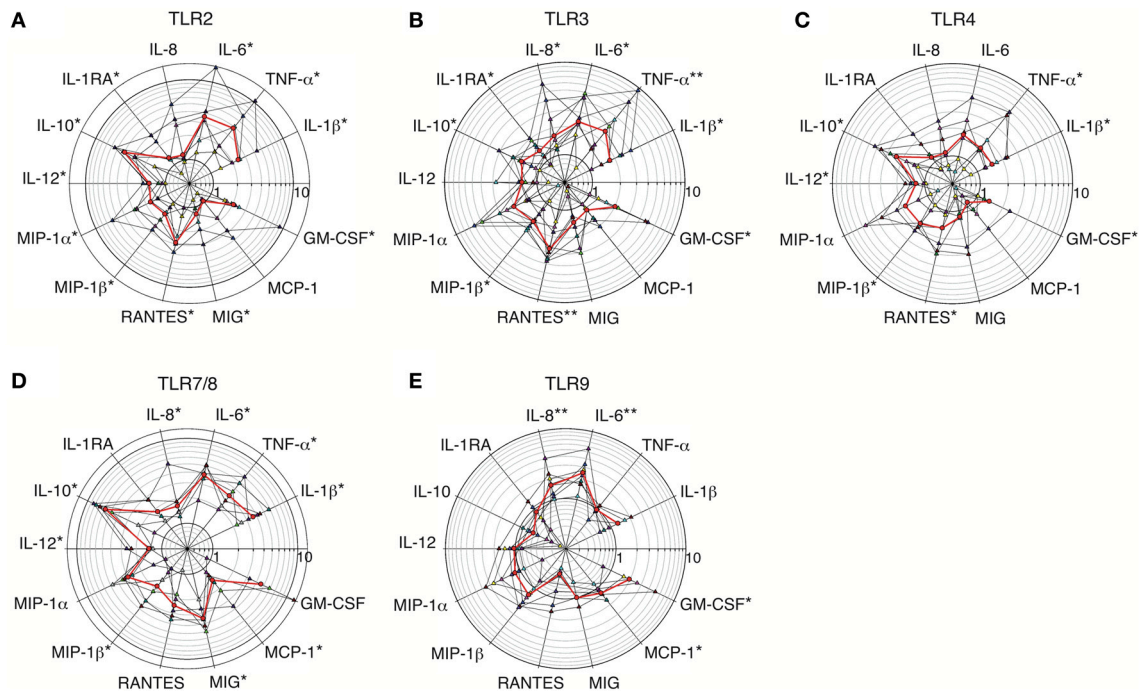 A
TLR2
IL-8
IL-6*
IL-1RA*
TNF-α*
IL-10*
IL-1β*
IL-12*
1
10
MIP-1α*
GM-CSF*
MIP-1β*
MCP-1
RANTES*
MIG*
B
TLR3
IL-8*
IL-6*
IL-1RA*
TNF-α**
IL-10*
IL-1β*
IL-12
1
10
MIP-1α
GM-CSF*
MIP-1β*
MCP-1
RANTES**
MIG
C
TLR4
IL-8
IL-6
IL-1RA
TNF-α*
IL-10*
IL-1β*
IL-12*
1
10
MIP-1α
GM-CSF*
MIP-1β*
MCP-1
RANTES*
MIG
D
TLR7/8
IL-8*
IL-6*
IL-1RA
TNF-α*
IL-10*
IL-1β*
IL-12*
1
10
MIP-1α
GM-CSF
MIP-1β*
MCP-1*
RANTES
MIG*
E
TLR9
IL-8**
IL-6**
IL-1RA
TNF-α
IL-10
IL-1β
IL-12
1
10
MIP-1α
GM-CSF*
MIP-1β
MCP-1*
RANTES
MIG